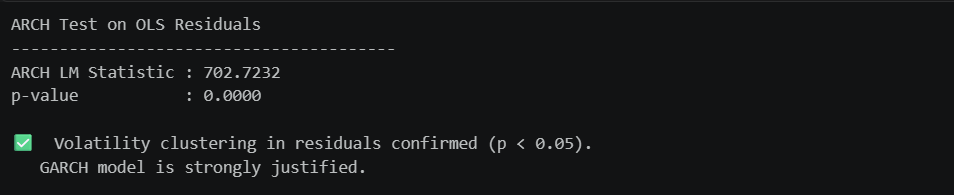 ARCH Test on OLS Residuals
----------------------------------------
ARCH LM Statistic : 702.7232
p-value           : 0.0000
✅  Volatility clustering in residuals confirmed (p < 0.05).
   GARCH model is strongly justified.